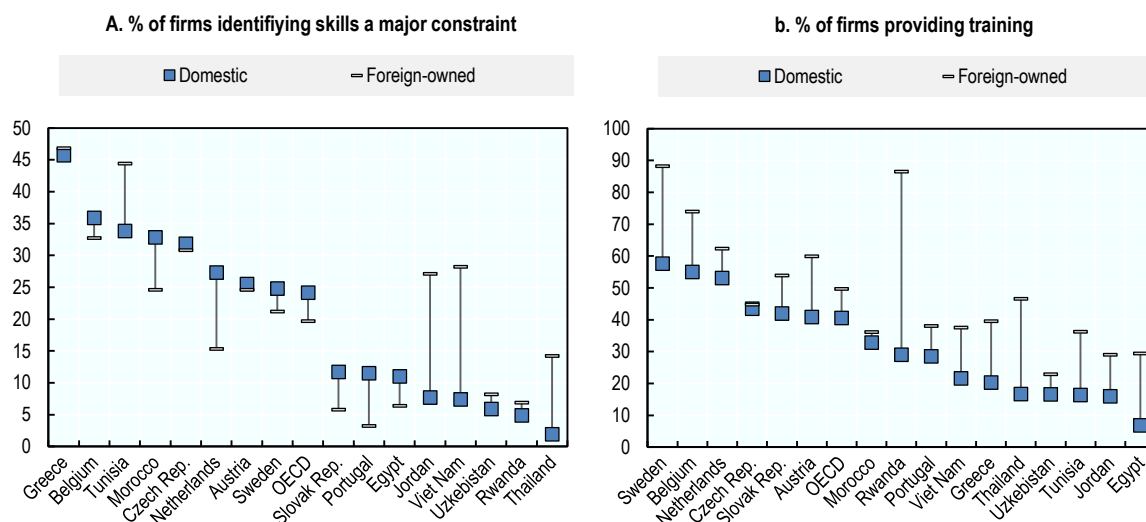 A. % of firms identifiying skills a major constraint
Domestic Foreign-owned
50
45
40
35
30
25
20
15
10
5
0
Greece
Belgium
Tunisia
Morocco
Czech Rep.
Netherlands
Austria
Sweden
OECD
Slovak Rep.
Portugal
Egypt
Jordan
Viet Nam
Uzkebistan
Rwanda
Thailand
b. % of firms providing training
Domestic Foreign-owned
100
90
80
70
60
50
40
30
20
10
0
Sweden
Belgium
Netherlands
Czech Rep.
Slovak Rep.
Austria
OECD
Morocco
Rwanda
Portugal
Viet Nam
Greece
Thailand
Uzkebistan
Tunisia
Jordan
Egypt